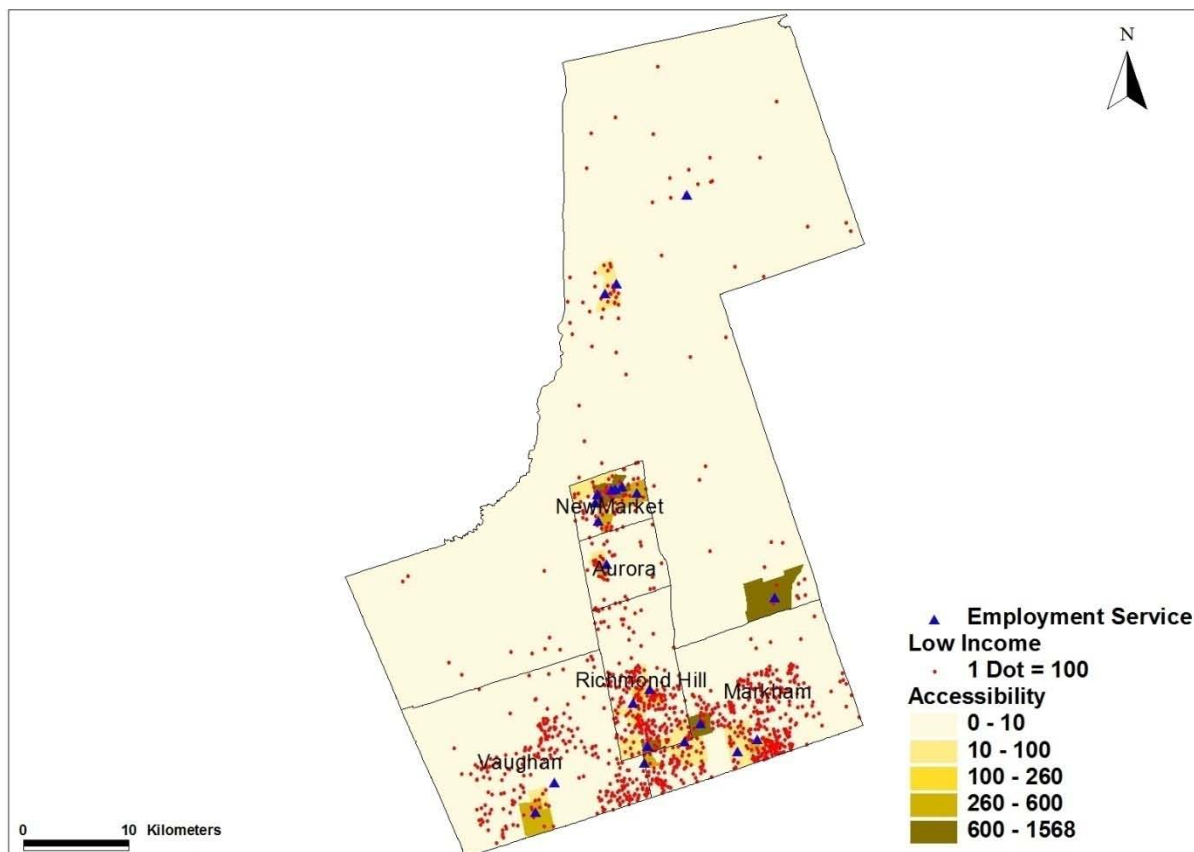 N
NewMarket
Aurora
Richmond Hill
Markham
Vaughan
Employment Service
Low Income
1 Dot = 100
Accessibility
0 - 10
10 - 100
100 - 260
260 - 600
600 - 1568
0 10 Kilometers